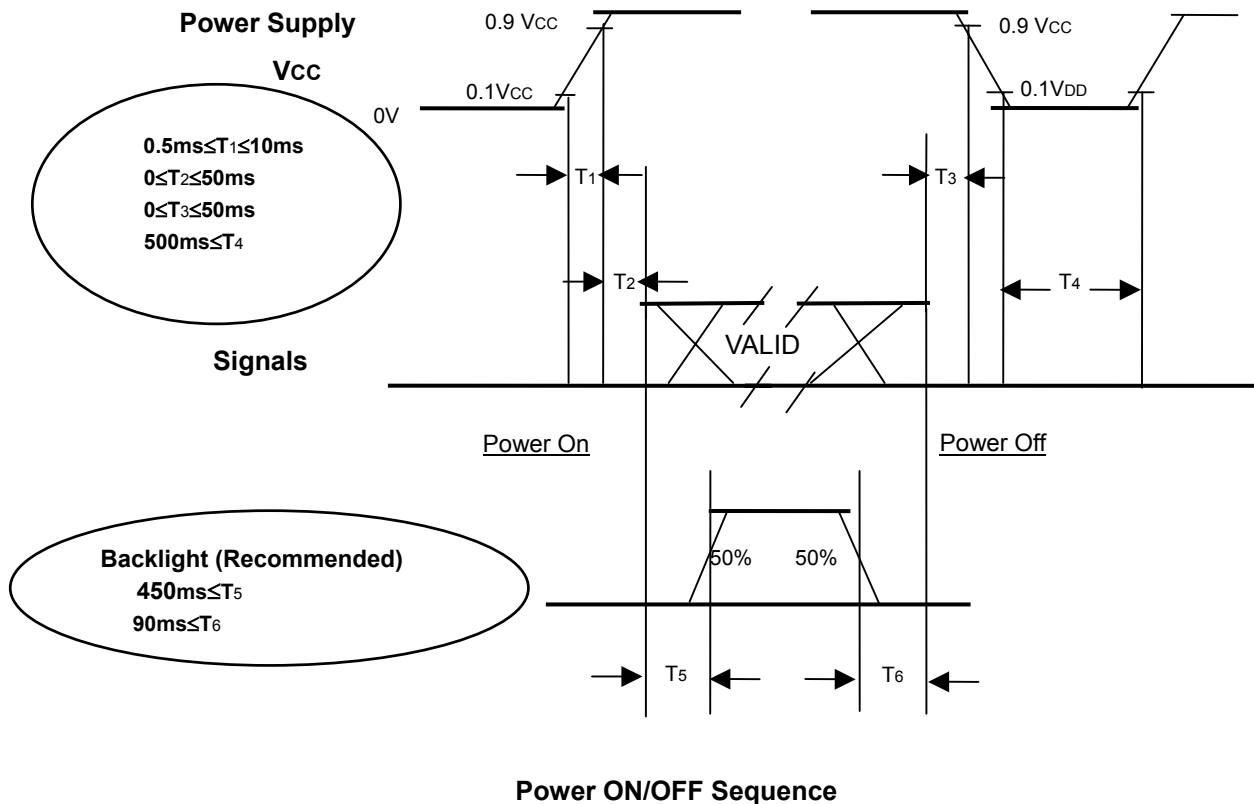 Power Supply
0.9 VCC
0.9 VCC
VCC
0.1VCC
0.1VDD
0V
0.5ms≤T1≤10ms
0≤T2≤50ms
0≤T3≤50ms
500ms≤T4
T1
T3
T2
T4
VALID
Signals
Power On
Power Off
Backlight (Recommended)
450ms≤T5
90ms≤T6
50%
50%
T5
T6
Power ON/OFF Sequence